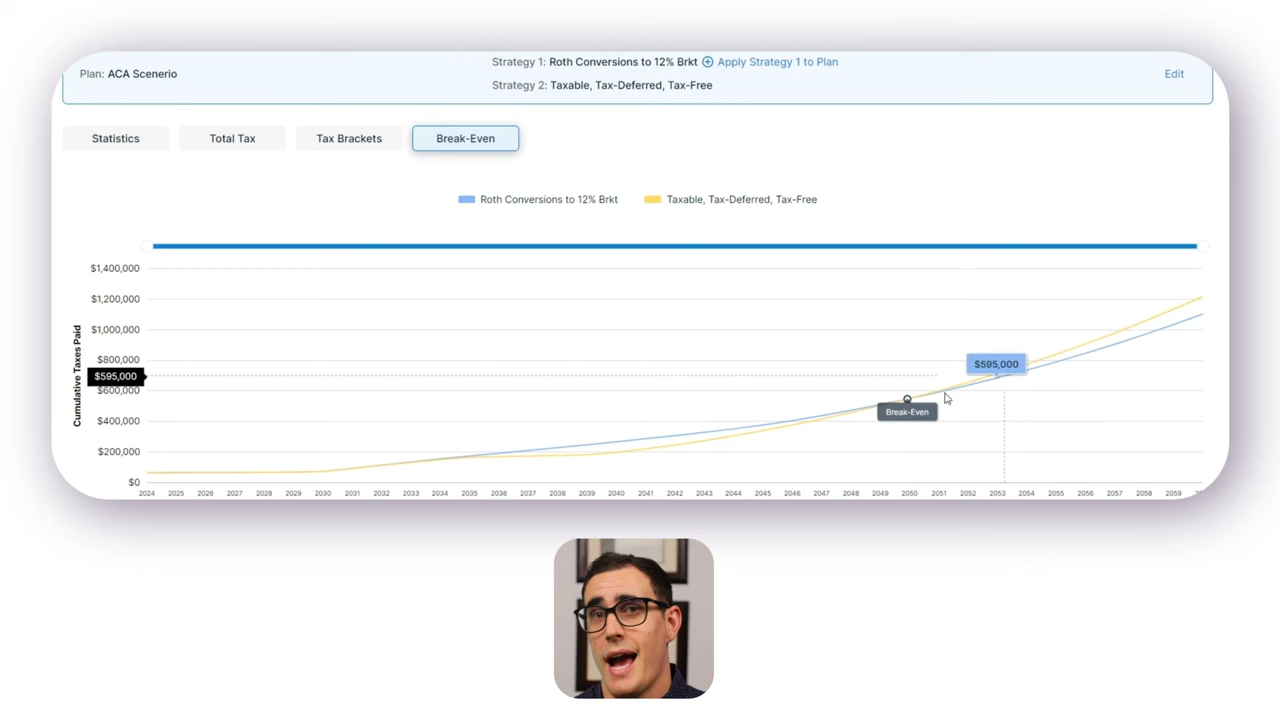 Plan: ACA Scenerio
Strategy 1: Roth Conversions to 12% Brkt Apply Strategy 1 to Plan
Strategy 2: Taxable, Tax-Deferred, Tax-Free
Edit
Statistics Total Tax Tax Brackets Break-Even
Roth Conversions to 12% Brkt Taxable, Tax-Deferred, Tax-Free
Cumulative Taxes Paid
$1,400,000
$1,200,000
$1,000,000
$800,000
$595,000
$600,000
$400,000
$200,000
$0
$595,000
Break-Even
2024 2025 2026 2027 2028 2029 2030 2031 2032 2033 2034 2035 2036 2037 2038 2039 2040 2041 2042 2043 2044 2045 2046 2047 2048 2049 2050 2051 2052 2053 2054 2055 2056 2057 2058 2059